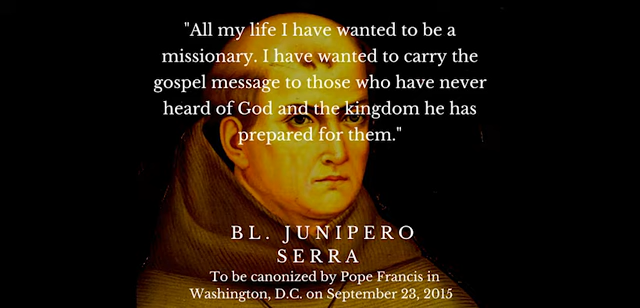 "All my life I have wanted to be a
missionary. I have wanted to carry the
gospel message to those who have never
heard of God and the kingdom he has
prepared for them."
BL. JUNIPERO
SERRA
To be canonized by Pope Francis in
Washington, D.C. on September 23, 2015